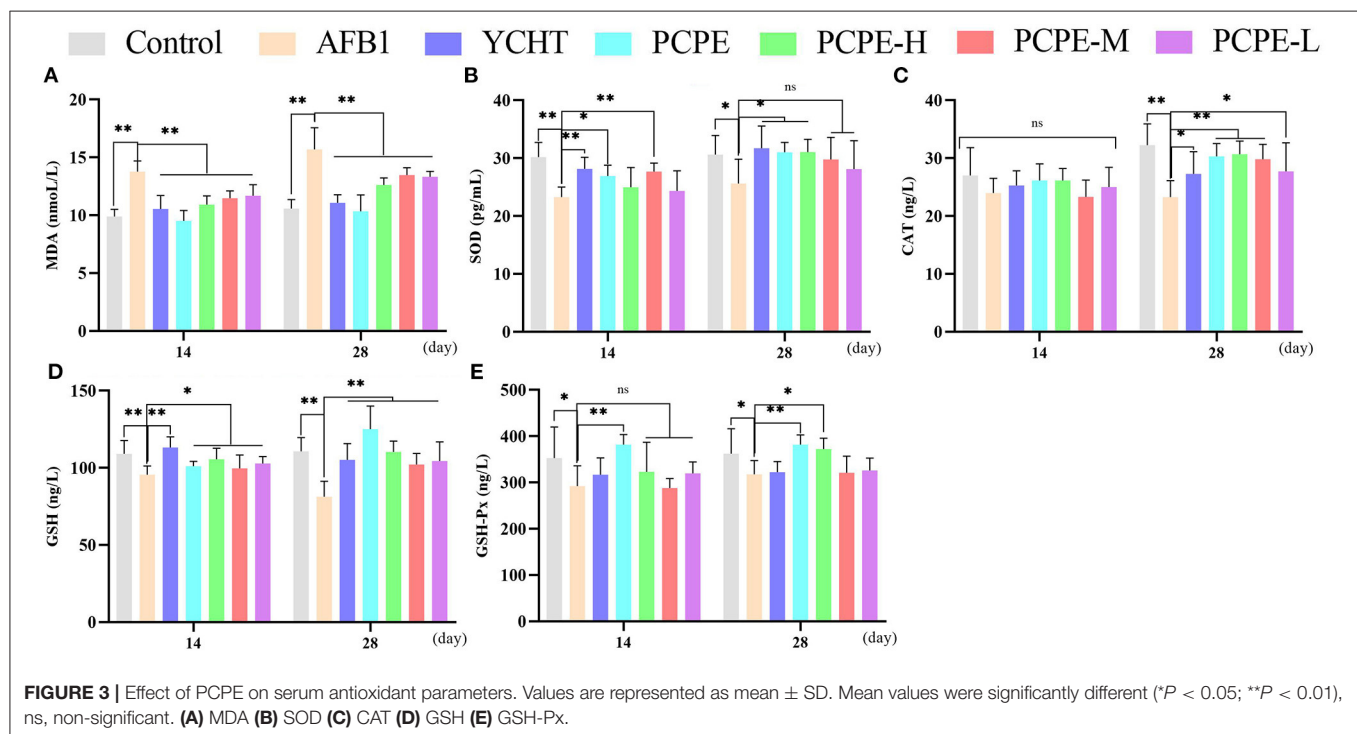 Control AFB1 YCHT PCPE PCPE-H PCPE-M PCPE-L
A
MDA (nmoL/L)
20
15
10
5
0
** ** ** **
14 28 (day)
B
SOD (pg/mL)
40
30
20
10
0
** ** * ** * * ns
14 28 (day)
C
CAT (ng/L)
40
30
20
10
0
ns ** * ** *
14 28 (day)
D
GSH (ng/L)
150
100
50
0
** ** * ** **
14 28 (day)
E
GSH-Px (ng/L)
500
400
300
200
100
0
* ** ns * ** *
14 28 (day)
FIGURE 3 | Effect of PCPE on serum antioxidant parameters. Values are represented as mean ± SD. Mean values were significantly different (*P < 0.05; **P < 0.01),
ns, non-significant. (A) MDA (B) SOD (C) CAT (D) GSH (E) GSH-Px.